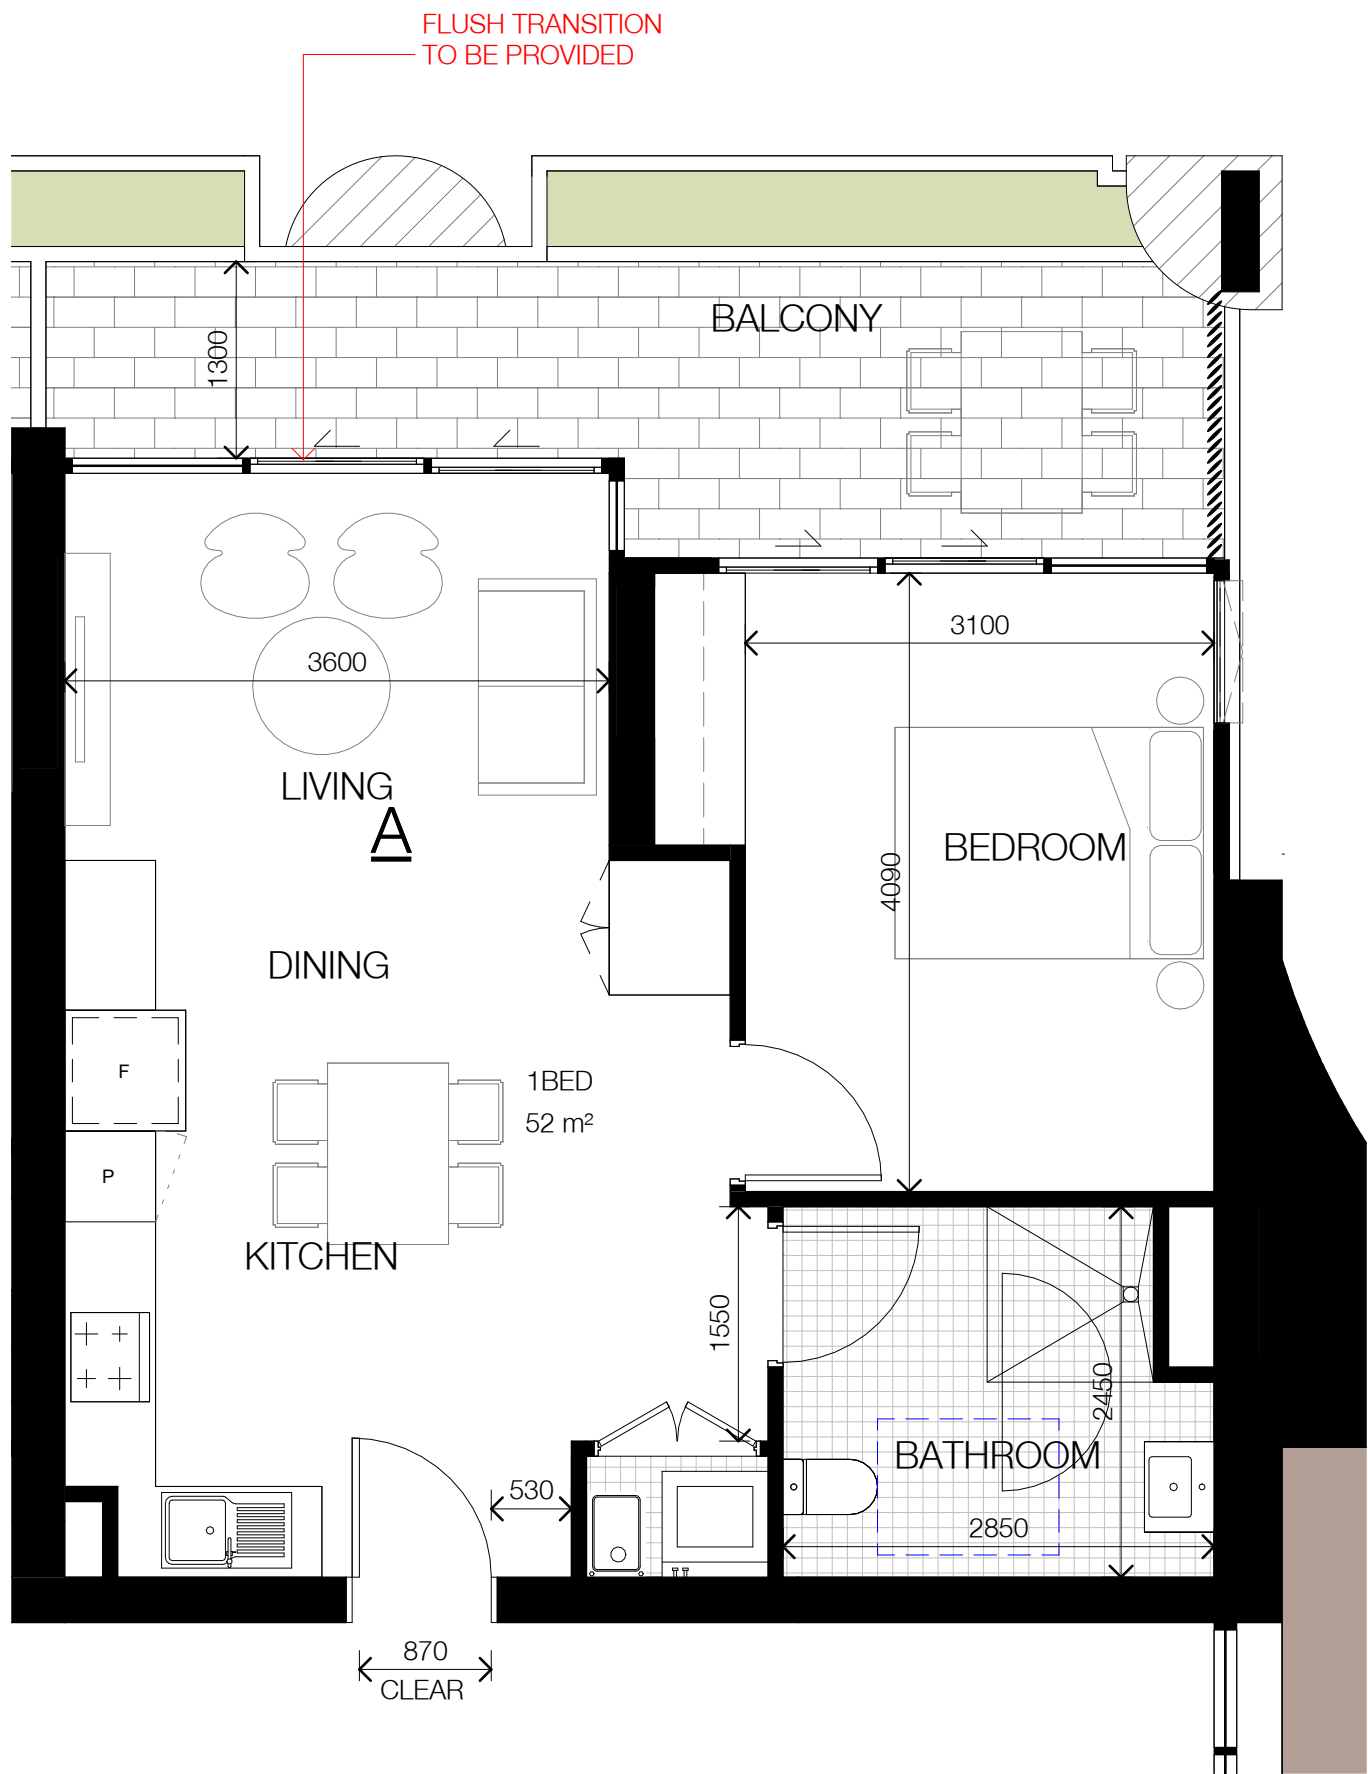 FLUSH TRANSITION
TO BE PROVIDED
BALCONY
1300
3100
3600
LIVING
A
BEDROOM
4090
DINING
F
1BED
52 m²
P
KITCHEN
1550
2450
BATHROOM
530
2850
870
CLEAR